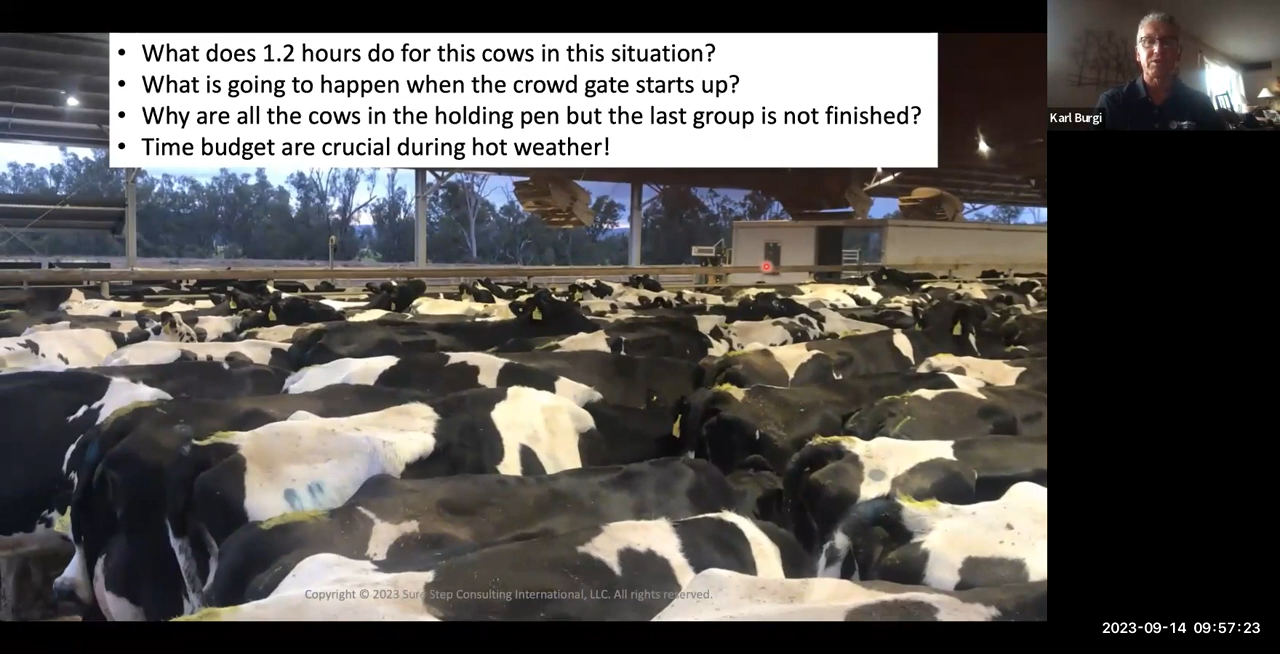 • What does 1.2 hours do for this cows in this situation?
• What is going to happen when the crowd gate starts up?
• Why are all the cows in the holding pen but the last group is not finished?
• Time budget are crucial during hot weather!
Karl Burgi
Copyright © 2023 Sure Step Consulting International, LLC. All rights reserved.
2023-09-14 09:57:23